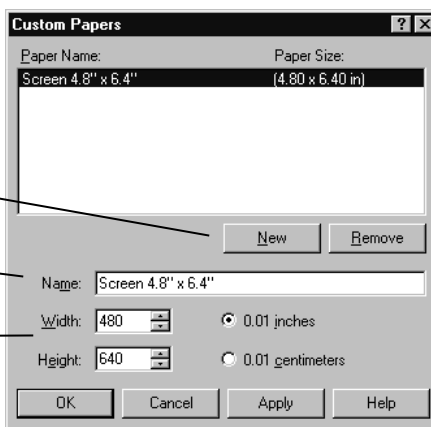 Custom Papers ? X
Paper Name: Paper Size:
Screen 4.8" x 6.4" (4.80 x 6.40 in)
New Remove
Name: Screen 4.8" x 6.4"
Width: 480 0.01 inches
Height: 640 0.01 centimeters
OK Cancel Apply Help